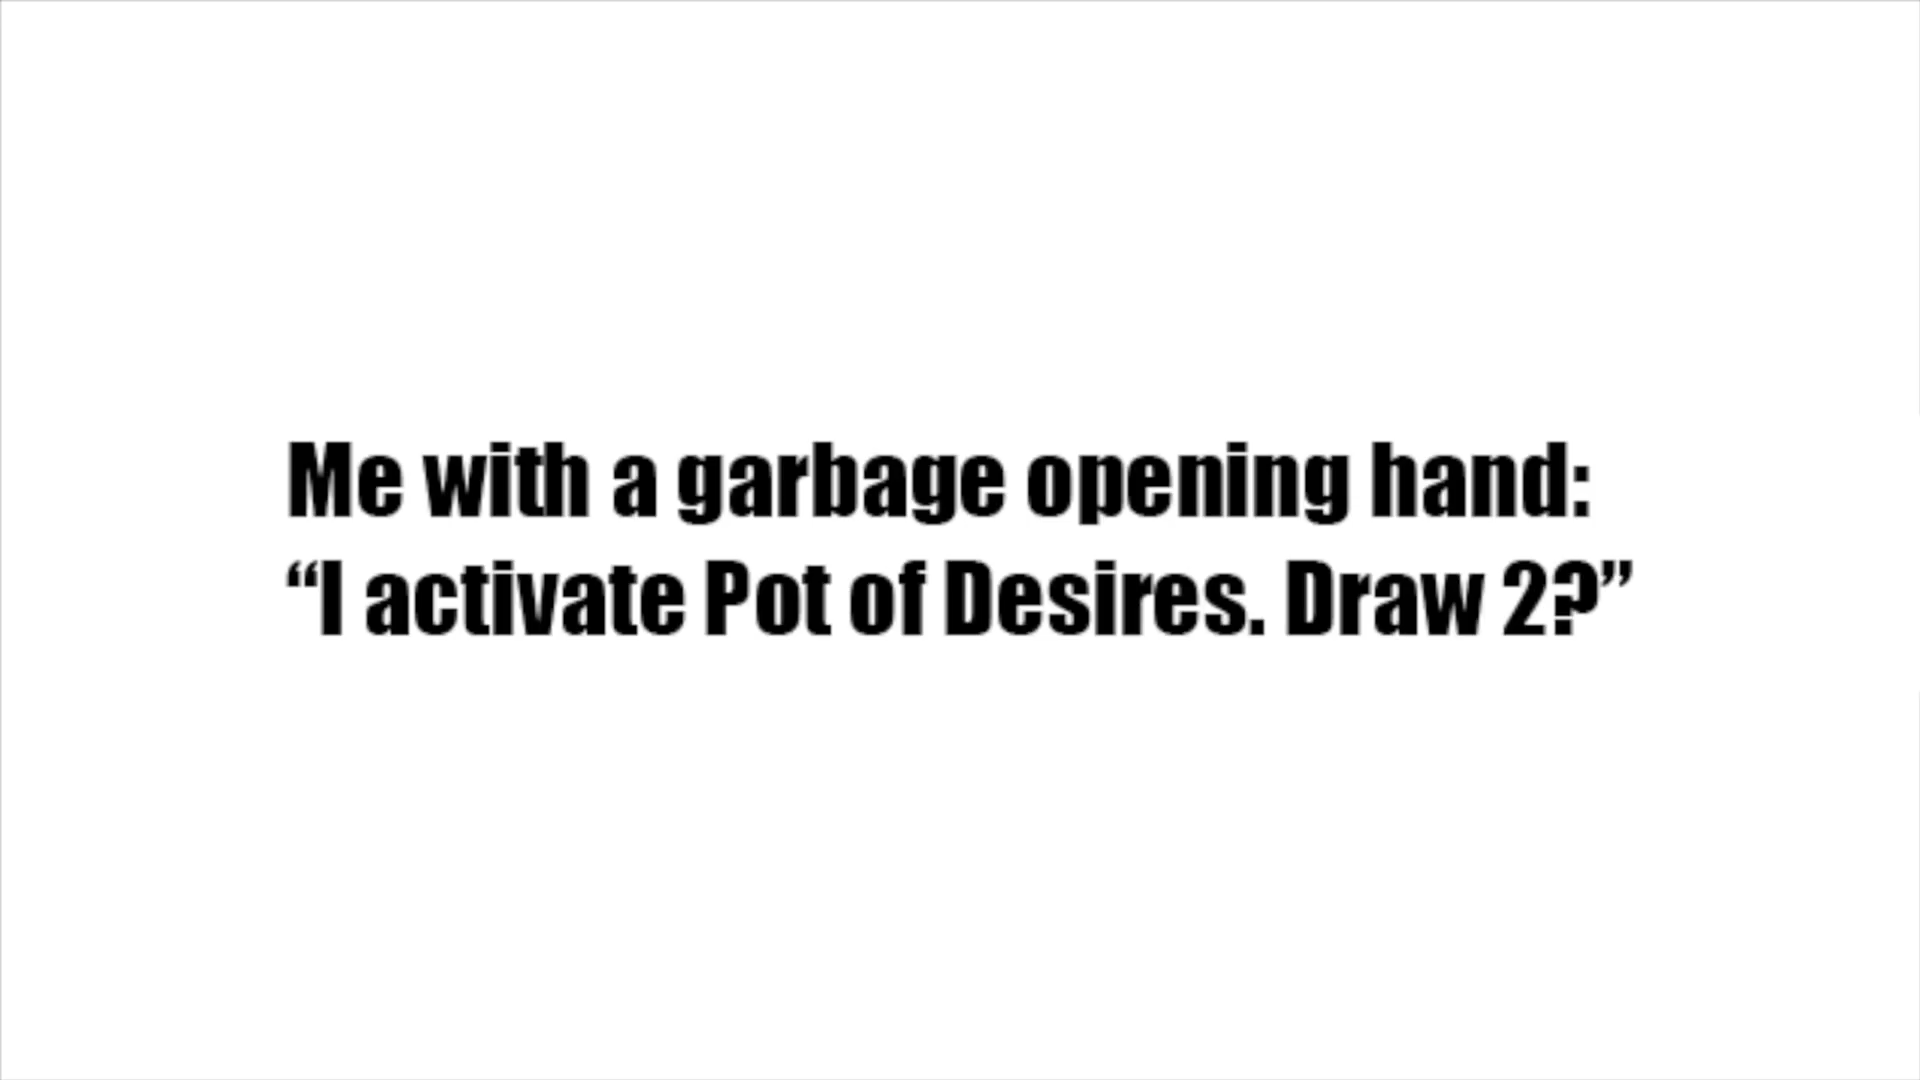 Me with a garbage opening hand:
“I activate Pot of Desires. Draw 2?”